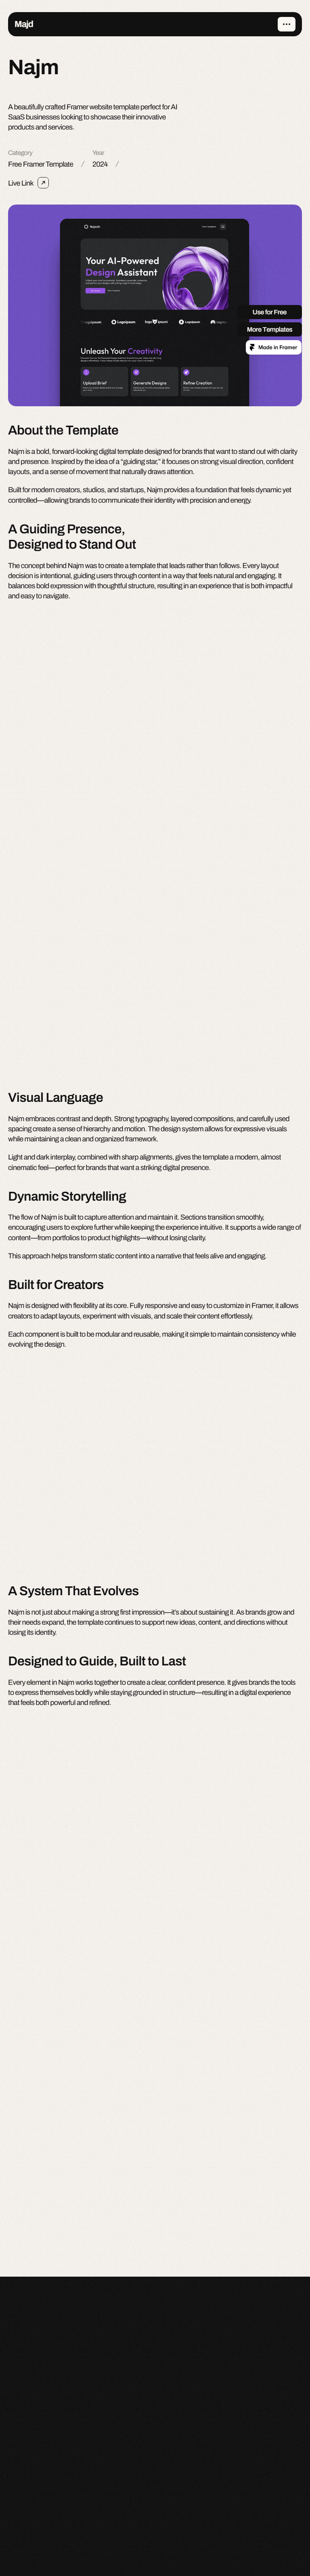 Majd
Najm
A beautifully crafted Framer website template perfect for AI
SaaS businesses looking to showcase their innovative
products and services.
Category
Year
Free Framer Template / 2024 /
Live Link
Your AI-Powered
Design Assistant
Logoipsum
Logoipsum
Unleash Your Creativity
Upload Brief
Generate Designs
Refine Creation
Use for Free
More Templates
Made in Framer
About the Template
Najm is a bold, forward-looking digital template designed for brands that want to stand out with clarity
and presence. Inspired by the idea of a “guiding star,” it focuses on strong visual direction, confident
layouts, and a sense of movement that naturally draws attention.
Built for modern creators, studios, and startups, Najm provides a foundation that feels dynamic yet
controlled—allowing brands to communicate their identity with precision and energy.
A Guiding Presence,
Designed to Stand Out
The concept behind Najm was to create a template that leads rather than follows. Every layout
decision is intentional, guiding users through content in a way that feels natural and engaging. It
balances bold expression with thoughtful structure, resulting in an experience that is both impactful
and easy to navigate.
Visual Language
Najm embraces contrast and depth. Strong typography, layered compositions, and carefully used
spacing create a sense of hierarchy and motion. The design system allows for expressive visuals
while maintaining a clean and organized framework.
Light and dark interplay, combined with sharp alignments, gives the template a modern, almost
cinematic feel—perfect for brands that want a striking digital presence.
Dynamic Storytelling
The flow of Najm is built to capture attention and maintain it. Sections transition smoothly,
encouraging users to explore further while keeping the experience intuitive. It supports a wide range of
content—from portfolios to product highlights—without losing clarity.
This approach helps transform static content into a narrative that feels alive and engaging.
Built for Creators
Najm is designed with flexibility at its core. Fully responsive and easy to customize in Framer, it allows
creators to adapt layouts, experiment with visuals, and scale their content effortlessly.
Each component is built to be modular and reusable, making it simple to maintain consistency while
evolving the design.
A System That Evolves
Najm is not just about making a strong first impression—it’s about sustaining it. As brands grow and
their needs expand, the template continues to support new ideas, content, and directions without
losing its identity.
Designed to Guide, Built to Last
Every element in Najm works together to create a clear, confident presence. It gives brands the tools
to express themselves boldly while staying grounded in structure—resulting in a digital experience
that feels both powerful and refined.